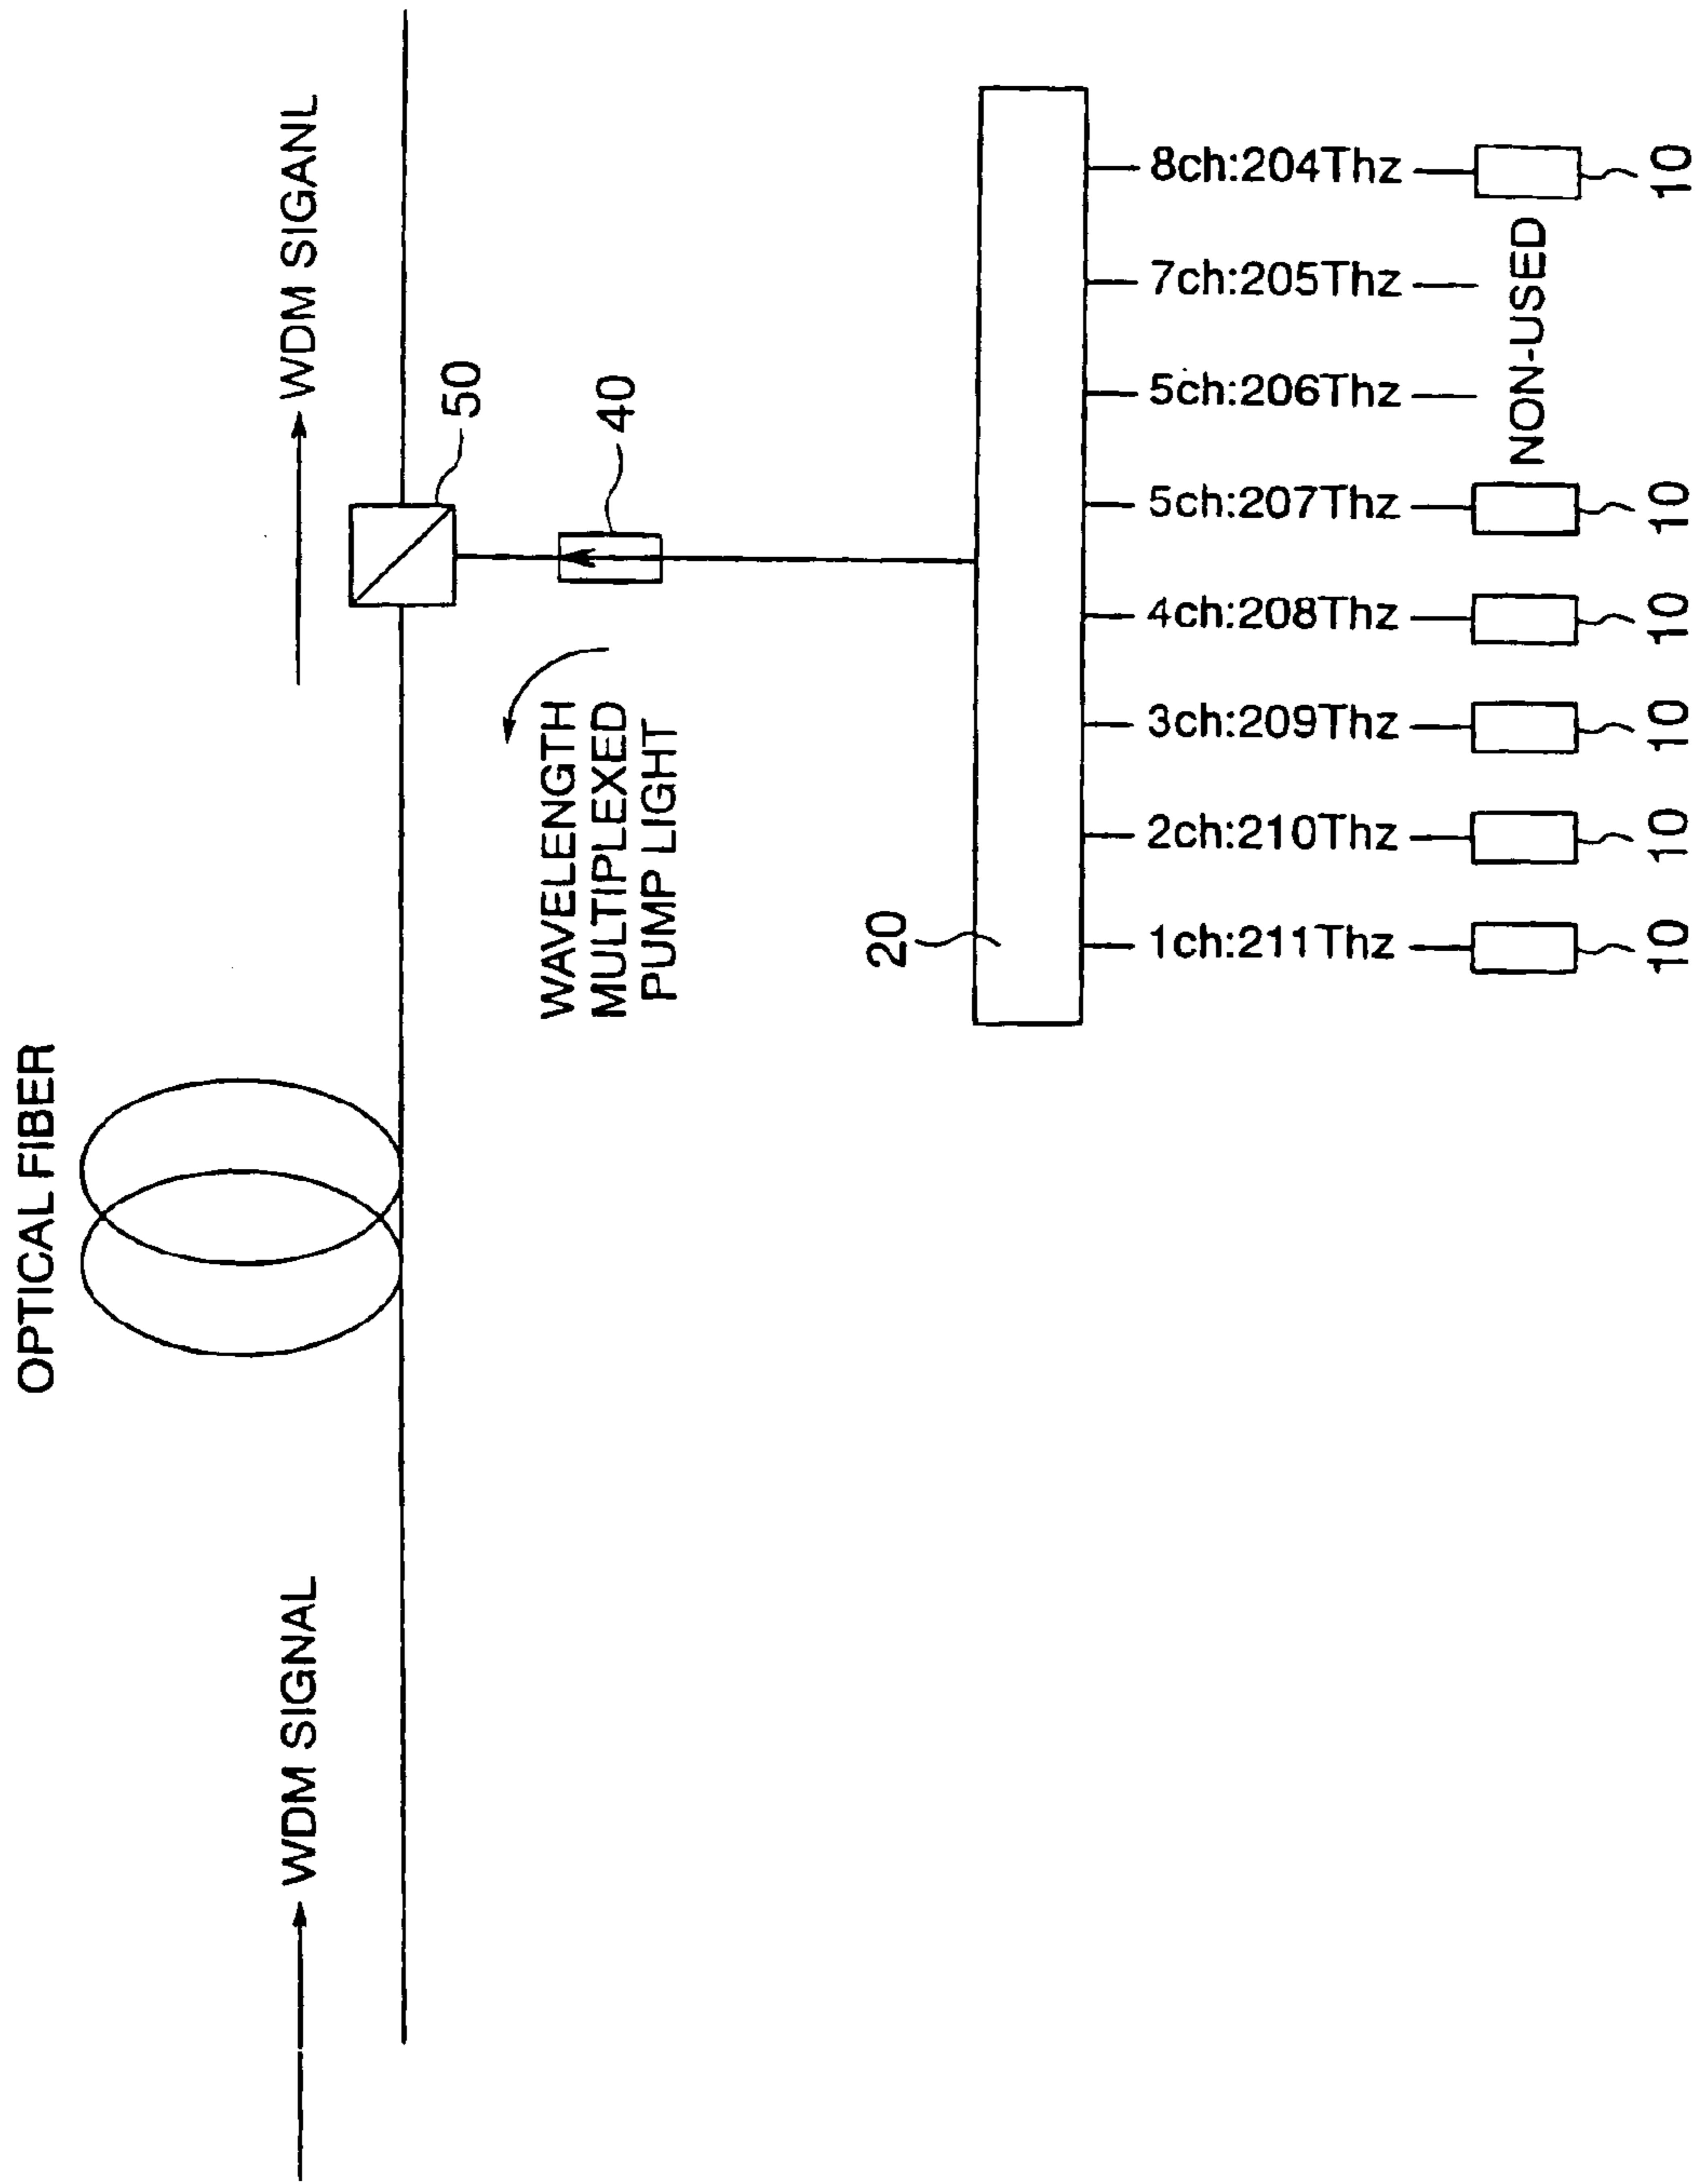 OPTICAL FIBER
WDM SIGNAL
WDM SIGANL
50
40
WAVELENGTH
MULTIPLEXED
PUMP LIGHT
20
1ch:211Thz
2ch:210Thz
3ch:209Thz
4ch:208Thz
5ch:207Thz
5ch:206Thz
7ch:205Thz
8ch:204Thz
NON-USED
10
10
10
10
10
10